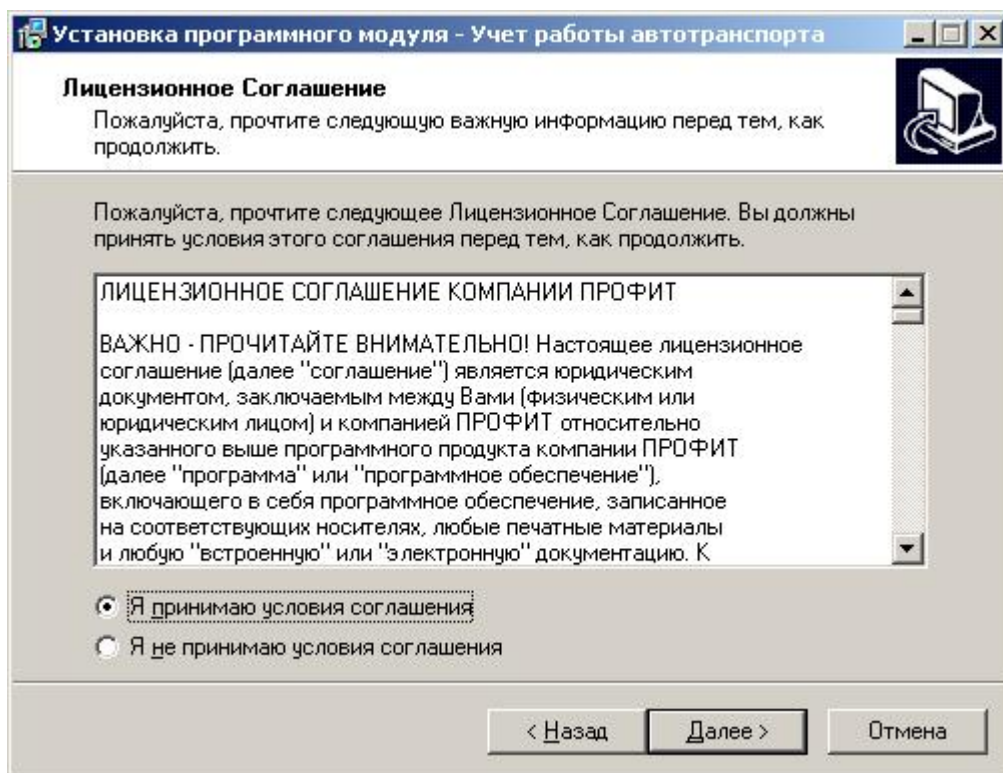 Установка программного модуля - Учет работы автотранспорта
Лицензионное Соглашение
Пожалуйста, прочтите следующую важную информацию перед тем, как
продолжить.
Пожалуйста, прочтите следующее Лицензионное Соглашение. Вы должны
принять условия этого соглашения перед тем, как продолжить.
ЛИЦЕНЗИОННОЕ СОГЛАШЕНИЕ КОМПАНИИ ПРОФИТ
ВАЖНО - ПРОЧИТАЙТЕ ВНИМАТЕЛЬНО! Настоящее лицензионное
соглашение (далее "соглашение") является юридическим
документом, заключаемым между Вами (физическим или
юридическим лицом) и компанией ПРОФИТ относительно
указанного выше программного продукта компании ПРОФИТ
(далее "программа" или "программное обеспечение"),
включающего в себя программное обеспечение, записанное
на соответствующих носителях, любые печатные материалы
и любую "встроенную" или "электронную" документацию. К
Я принимаю условия соглашения
Я не принимаю условия соглашения
< Назад
Далее >
Отмена